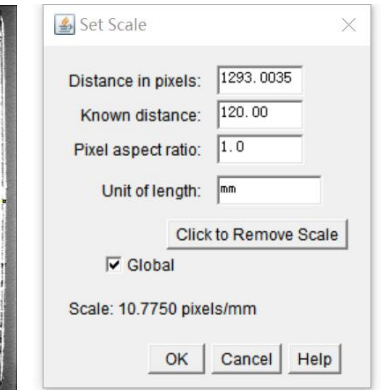 Set Scale
Distance in pixels: 1293.0035
Known distance: 120.00
Pixel aspect ratio: 1.0
Unit of length: mm
Click to Remove Scale
Global
Scale: 10.7750 pixels/mm
OK Cancel Help